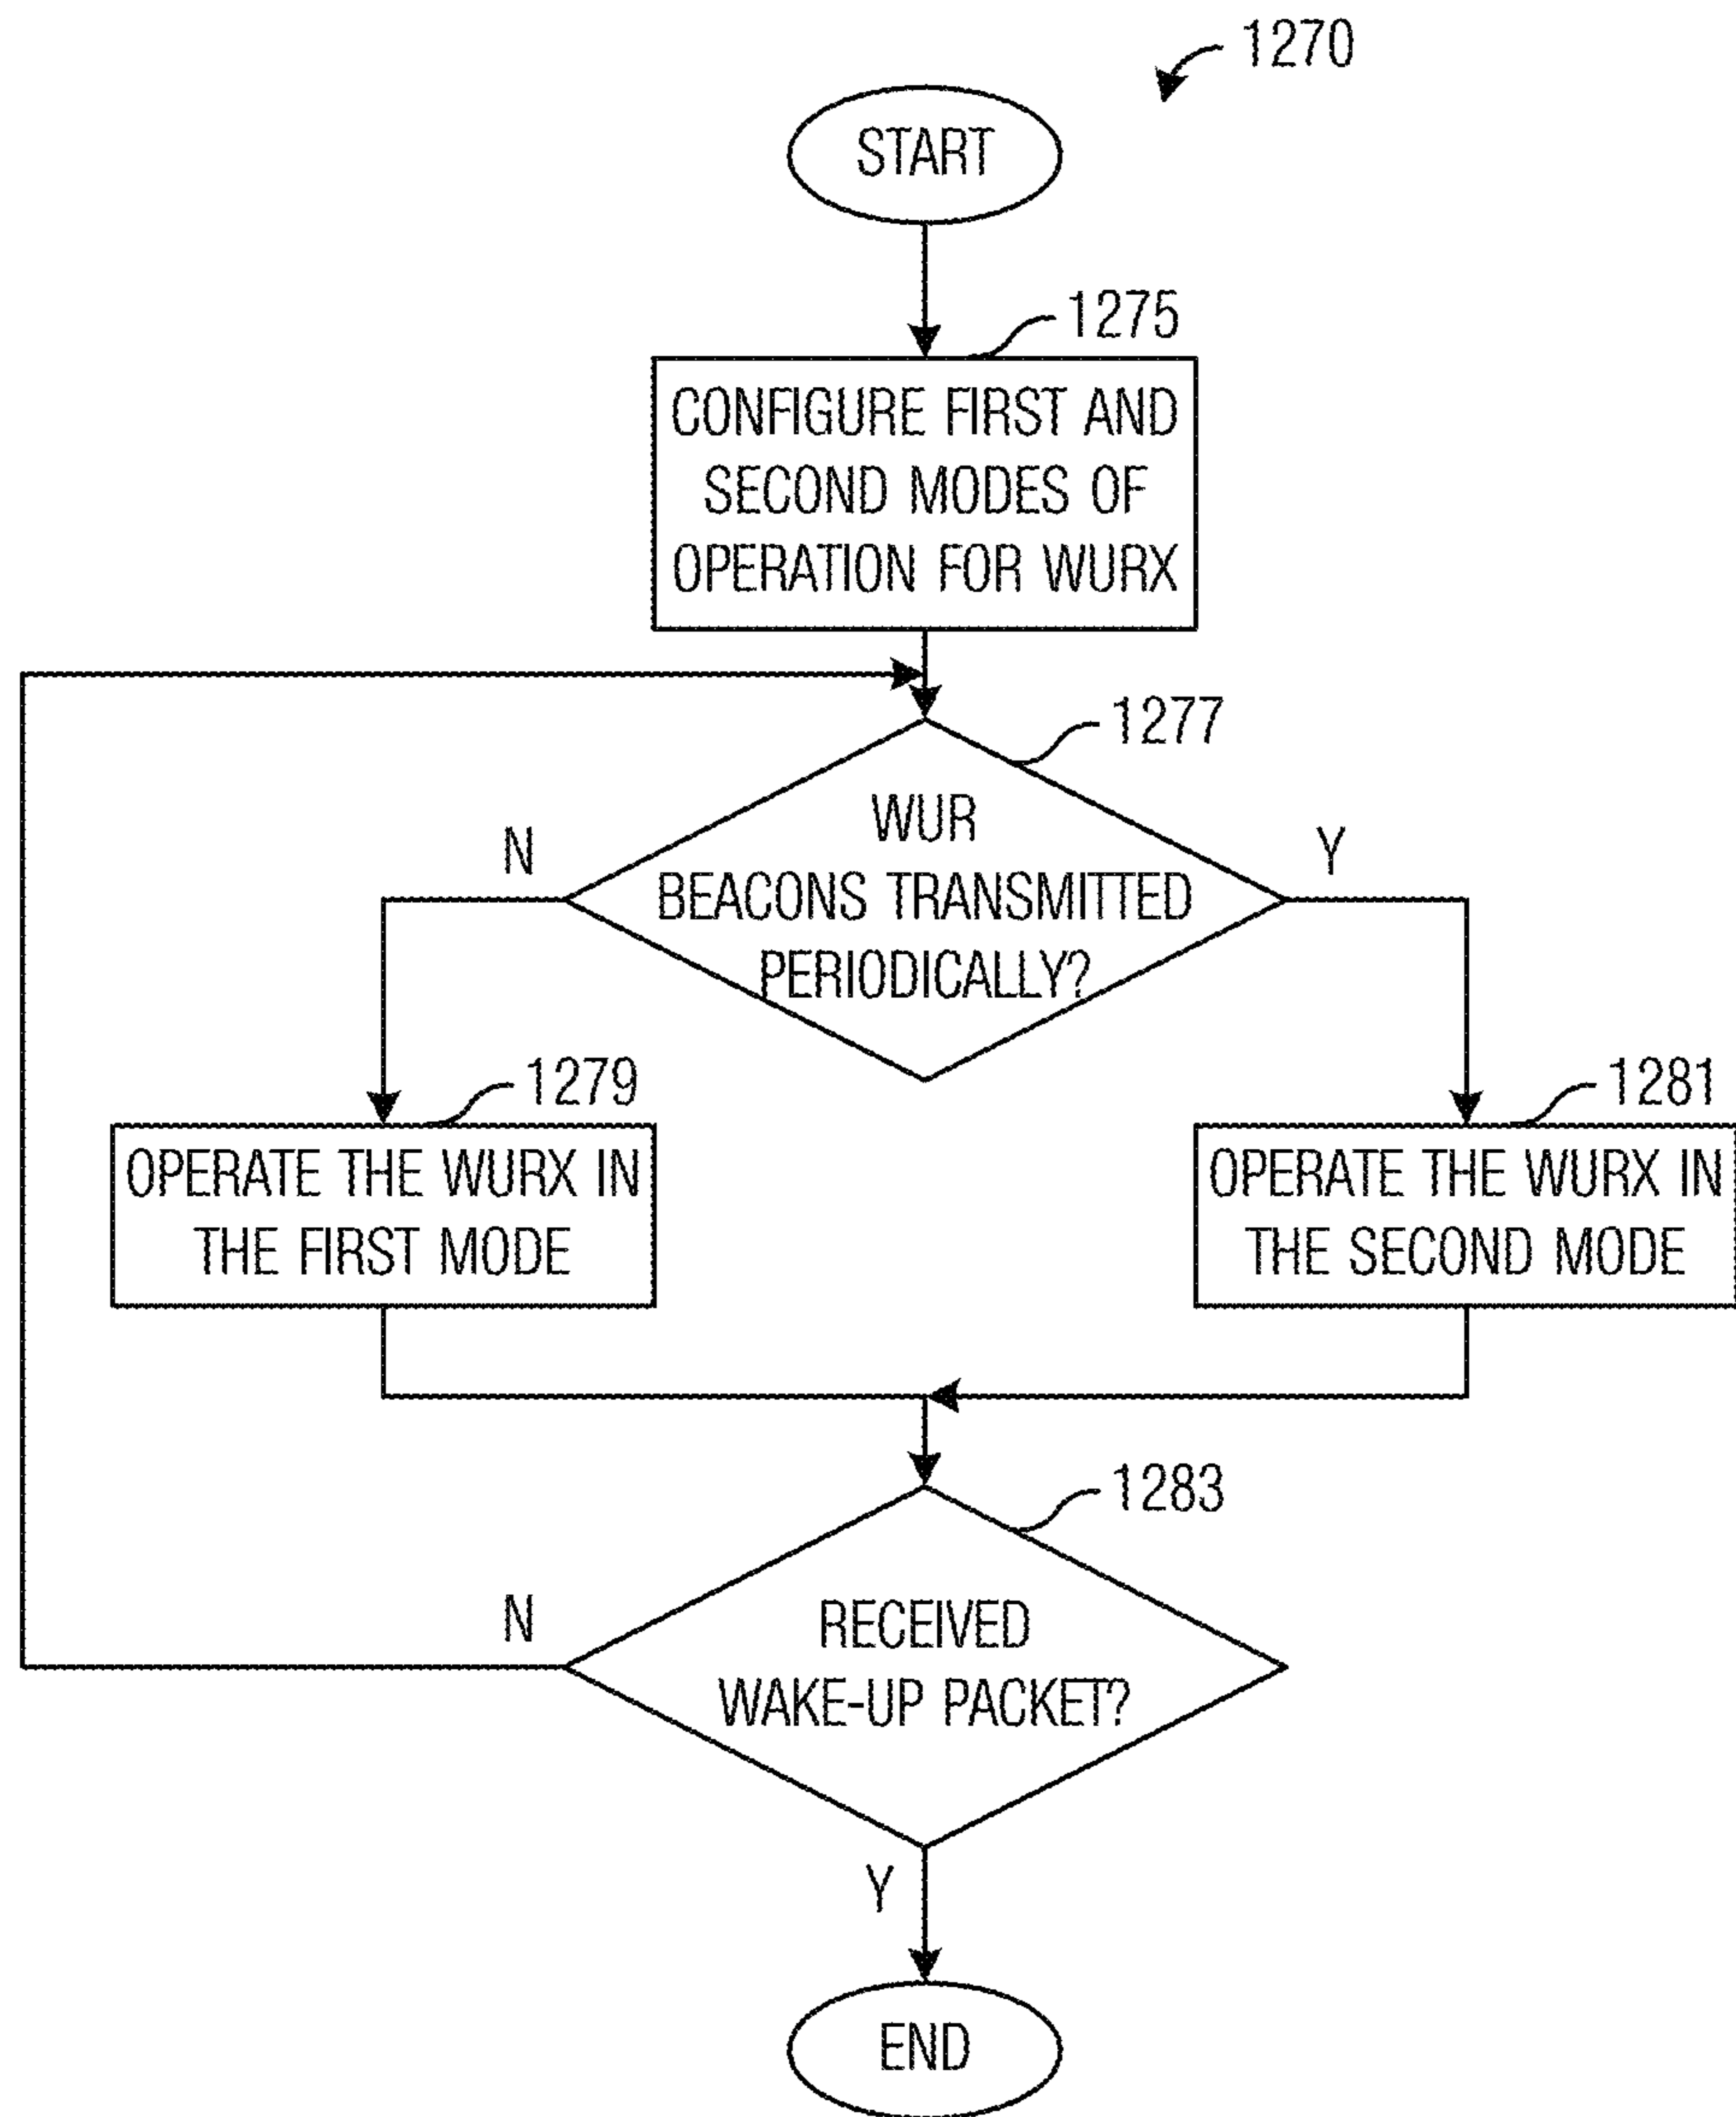 1270
START
1275
CONFIGURE FIRST AND
SECOND MODES OF
OPERATION FOR WURX
1277
WUR
BEACONS TRANSMITTED
PERIODICALLY?
N
Y
1279
OPERATE THE WURX IN
THE FIRST MODE
1281
OPERATE THE WURX IN
THE SECOND MODE
1283
RECEIVED
WAKE-UP PACKET?
N
Y
END